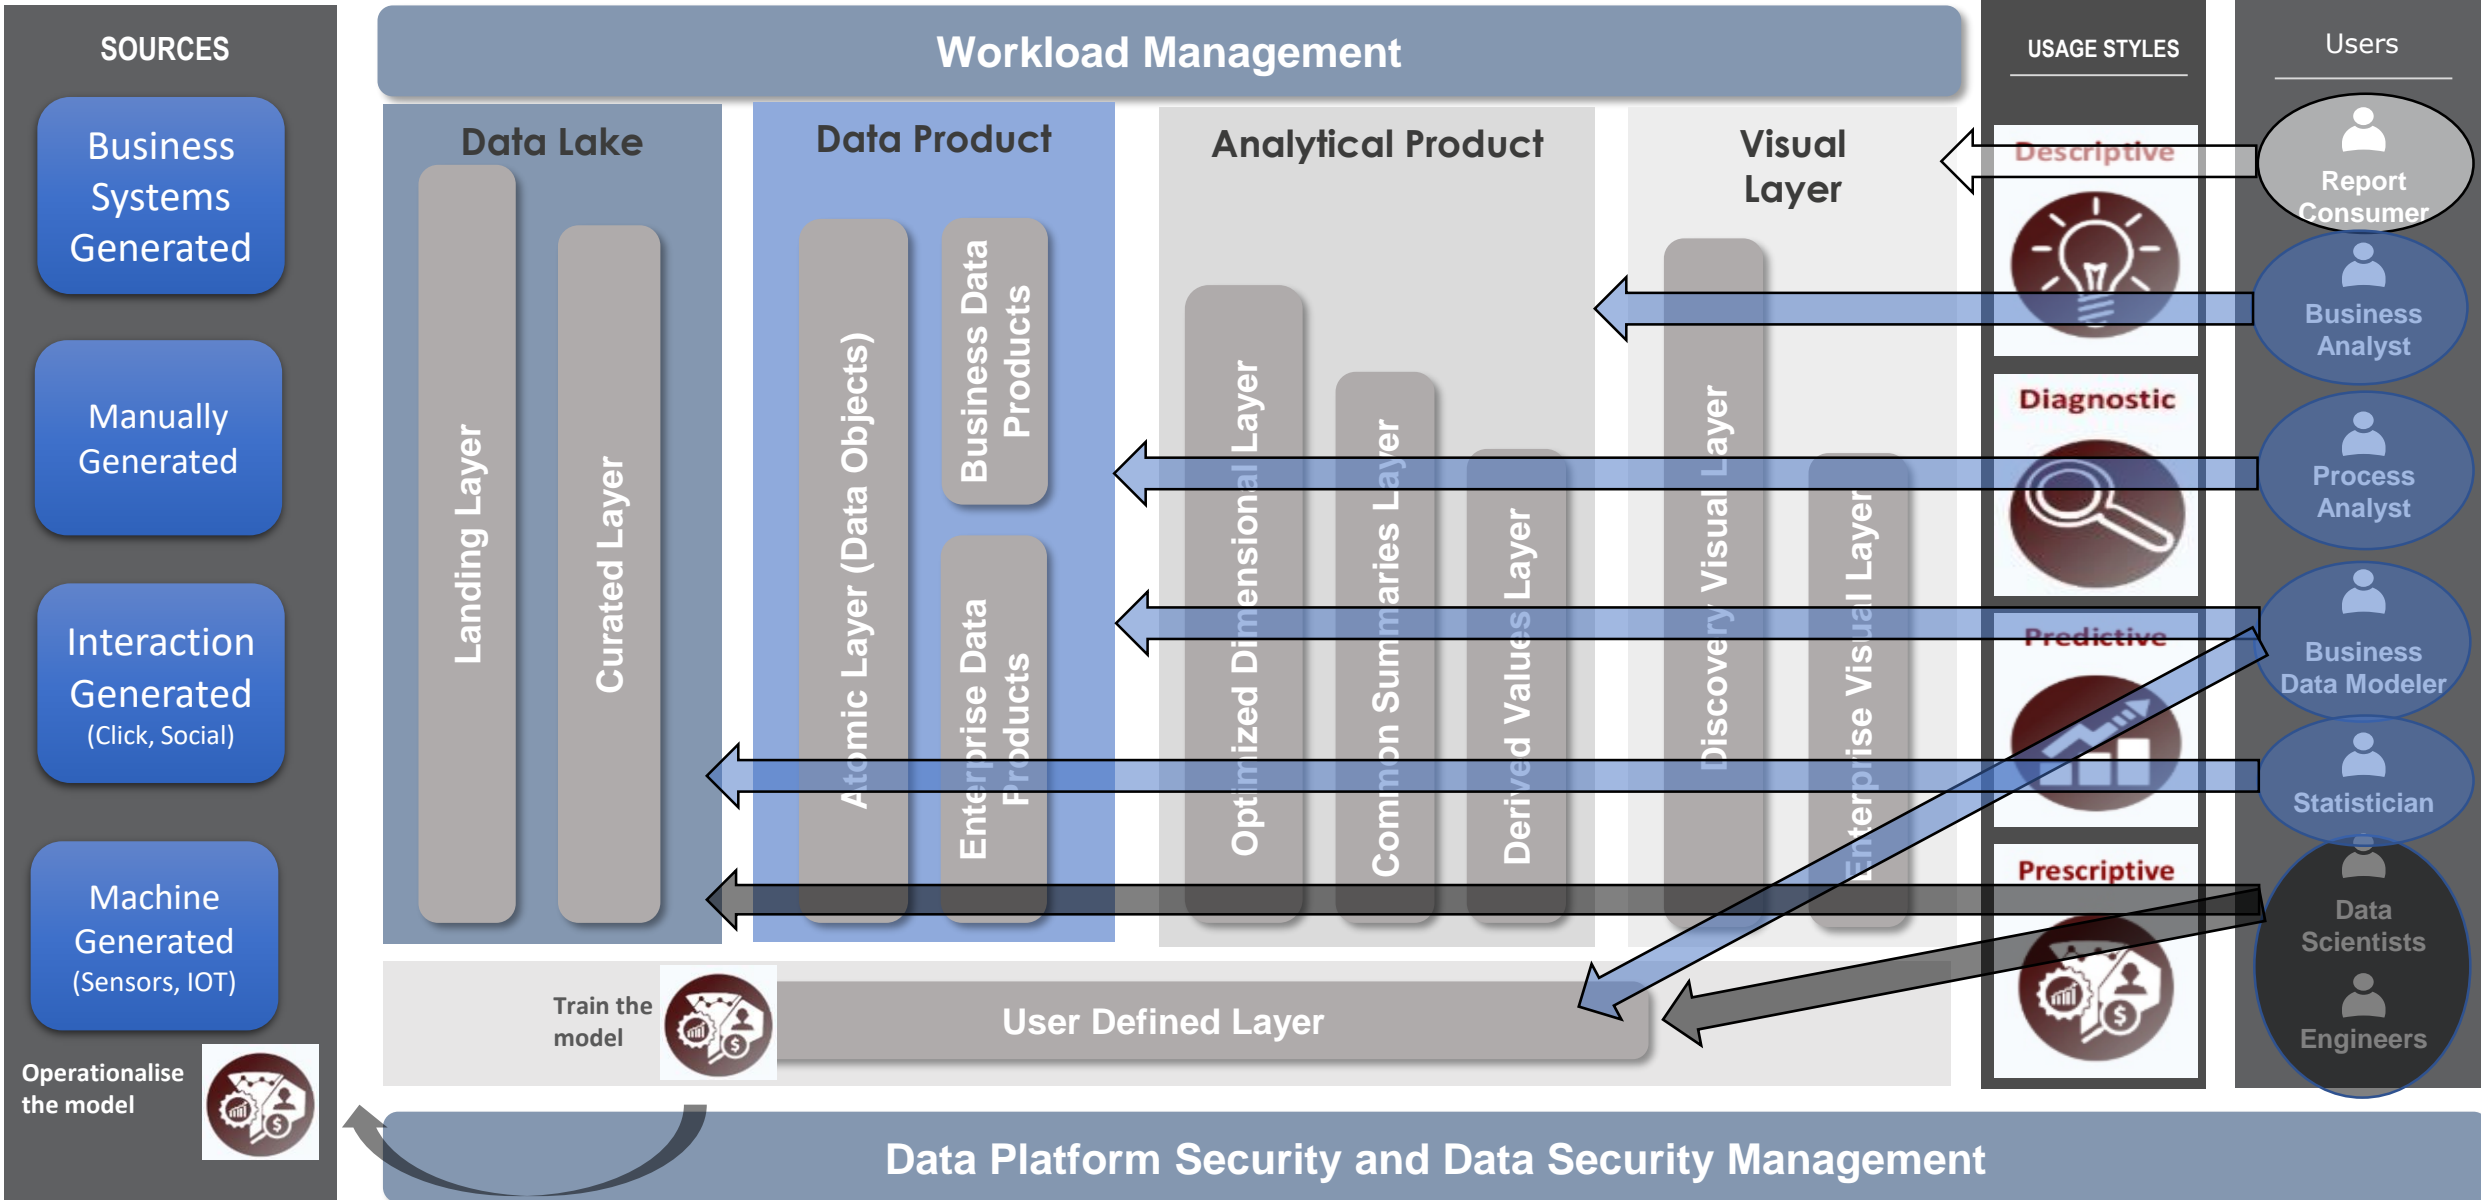 SOURCES
Business
Systems
Generated
Manually
Generated
Interaction
Generated
(Click, Social)
Machine
Generated
(Sensors, IOT)
Operationalise
the model
Workload Management
Data Lake
Landing Layer
Curated Layer
Data Product
Atomic Layer (Data Objects)
Business Data
Products
Enterprise Data
Products
Analytical Product
Optimized Dimensional Layer
Common Summaries Layer
Derived Values Layer
Visual
Layer
Discovery Visual Layer
Enterprise Visual Layer
Train the
model
$
User Defined Layer
Data Platform Security and Data Security Management
$
USAGE STYLES
Descriptive
Diagnostic
Predictive
Prescriptive
$
Users
Report
Consumer
Business
Analyst
Process
Analyst
Business
Data Modeler
Statistician
Data
Scientists
Engineers